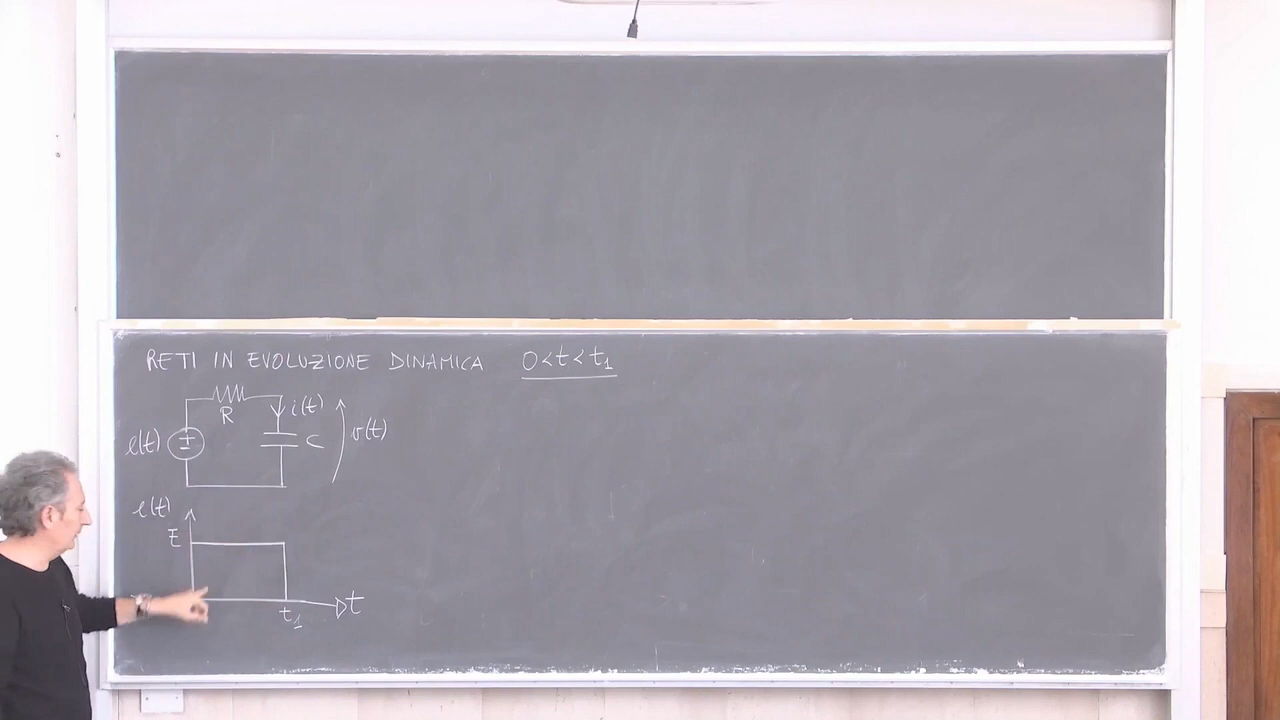 RETI IN EVOLUZIONE DINAMICA 0<t<t₁
R
i(t)
e(t)
+
-
C
v(t)
e(t)
E
t₁
t